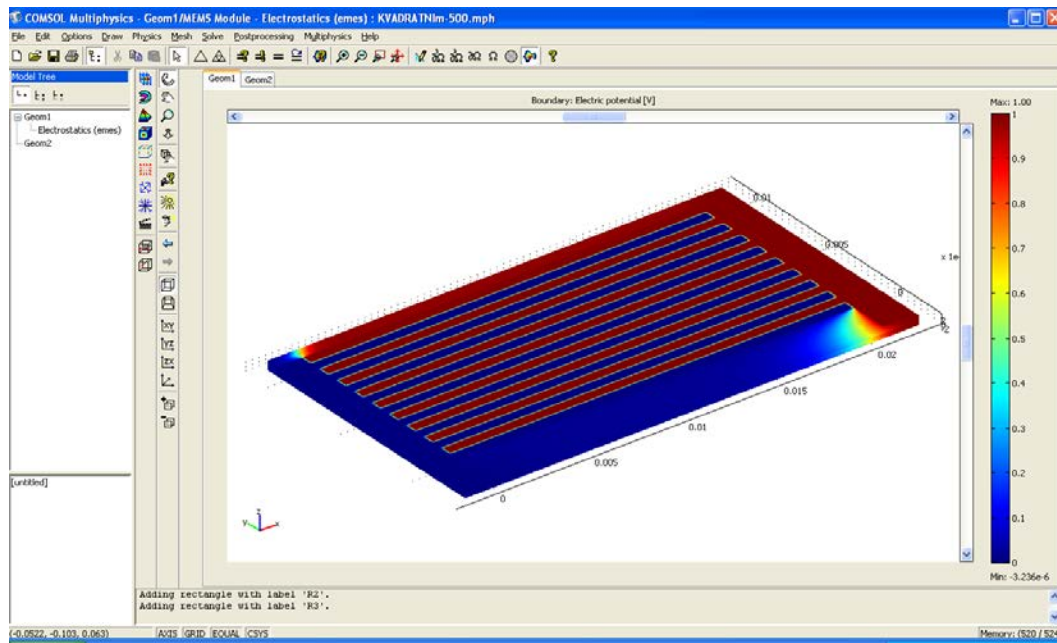 COMSOL Multiphysics - Geom1/MEMS Module - Electrostatics (emes) : KVADRATNIm-500.mph
File Edit Options Draw Physics Mesh Solve Postprocessing Multiphysics Help
Model Tree
Geom1
Electrostatics (emes)
Geom2
[untitled]
Geom1 Geom2
Boundary: Electric potential [V]
Max: 1.00
1
0.9
0.8
0.7
0.6
0.5
0.4
0.3
0.2
0.1
0
Min: -3.236e-6
0.01
0.005
0
x 1e
0.02
0.015
0.01
0.005
0
z
y x
Adding rectangle with label 'R2'.
Adding rectangle with label 'R3'.
(-0.0522, -0.103, 0.063) AXIS GRID EQUAL CSYS Memory: (520 / 524